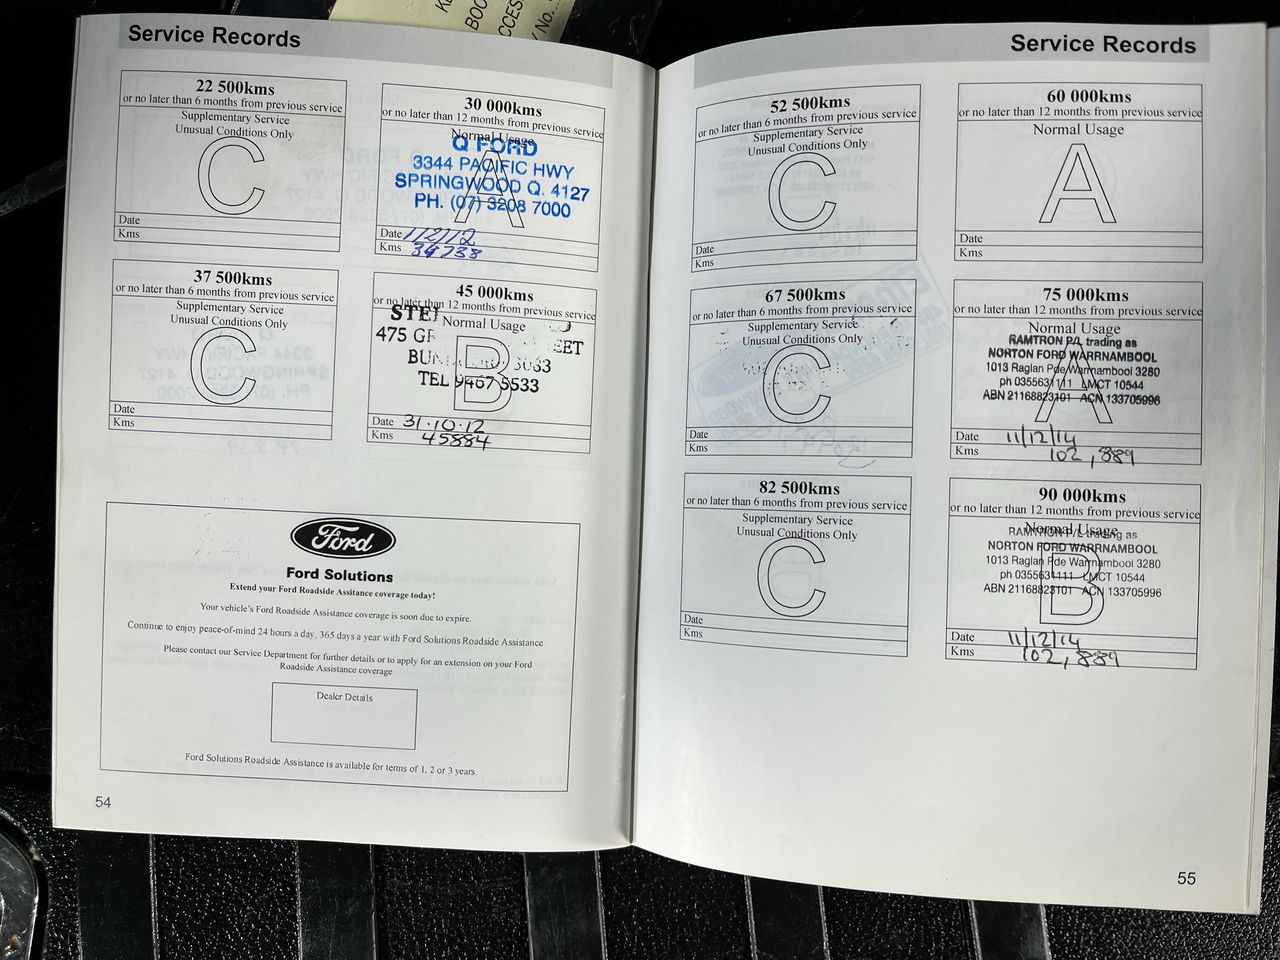 KE
BOO
CCES
No.
Service Records
22 500kms
or no later than 6 months from previous service
Supplementary Service
Unusual Conditions Only
C
Date
Kms
30 000kms
or no later than 12 months from previous service
Normal Usage
A
Q FORD
3344 PACIFIC HWY
SPRINGWOOD Q. 4127
PH. (07) 3208 7000
Date 1/2/12
Kms 34738
37 500kms
or no later than 6 months from previous service
Supplementary Service
Unusual Conditions Only
C
Date
Kms
45 000kms
or no later than 12 months from previous service
Normal Usage
B
475 GR
TEL 9467 5533
Date 31.10.12
Kms 45884
Ford
Ford Solutions
Extend your Ford Roadside Assitance coverage today!
Your vehicle's Ford Roadside Assistance coverage is soon due to expire.
Continue to enjoy peace-of-mind 24 hours a day, 365 days a year with Ford Solutions Roadside Assistance.
Please contact our Service Department for further details or to apply for an extension on your Ford
Roadside Assistance coverage
Dealer Details
Ford Solutions Roadside Assistance is available for terms of 1, 2 or 3 years.
54
Service Records
52 500kms
or no later than 6 months from previous service
Supplementary Service
Unusual Conditions Only
C
Date
Kms
60 000kms
or no later than 12 months from previous service
Normal Usage
A
Date
Kms
67 500kms
or no later than 6 months from previous service
Supplementary Service
Unusual Conditions Only
C
Date
Kms
75 000kms
or no later than 12 months from previous service
Normal Usage
A
RAMTRON P/L trading as
NORTON FORD WARRNAMBOOL
1013 Raglan Pde Warrnambool 3280
ph 0355631111 LMCT 10544
ABN 21168823101 ACN 133705996
Date 11/12/14
Kms 102,889
82 500kms
or no later than 6 months from previous service
Supplementary Service
Unusual Conditions Only
C
Date
Kms
90 000kms
or no later than 12 months from previous service
Normal Usage
B
RAMTRON P/L trading as
NORTON FORD WARRNAMBOOL
1013 Raglan Pde Warrnambool 3280
ph 0355631111 LMCT 10544
ABN 21168823101 ACN 133705996
Date 11/12/14
Kms 102,889
55